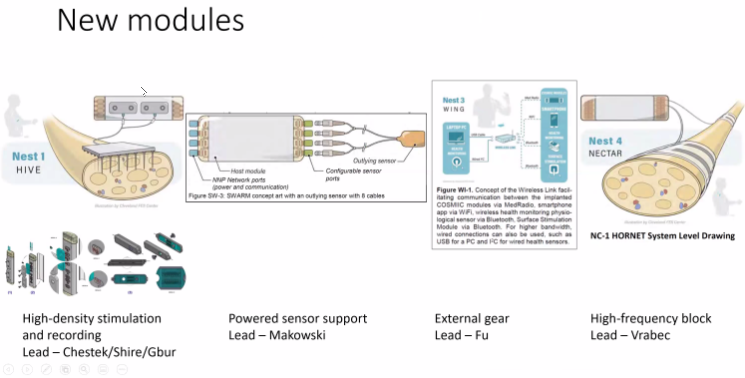 New modules
Nest 1
HIVE
Host module
NNP Network ports
(power and communication)
Configurable sensor
ports
Outlying sensor
Figure SW-3: SWARM concept art with an outlying sensor with 6 cables
Nest 3
WING
Figure WI-1. Concept of the Wireless Link facil-
itating communication between the implanted
COSMIIC modules via MedRadio, smartphone
app via WiFi, wireless health monitoring physio-
logical sensor via Bluetooth, Surface Stimulation
Module via Bluetooth. For higher bandwidth,
wired connections can also be used, such as
USB for a PC and I²C for wired health sensors.
Nest 4
NECTAR
NC-1 HORNET System Level Drawing
High-density stimulation
and recording
Lead – Chestek/Shire/Gbur
Powered sensor support
Lead – Makowski
External gear
Lead – Fu
High-frequency block
Lead – Vrabec